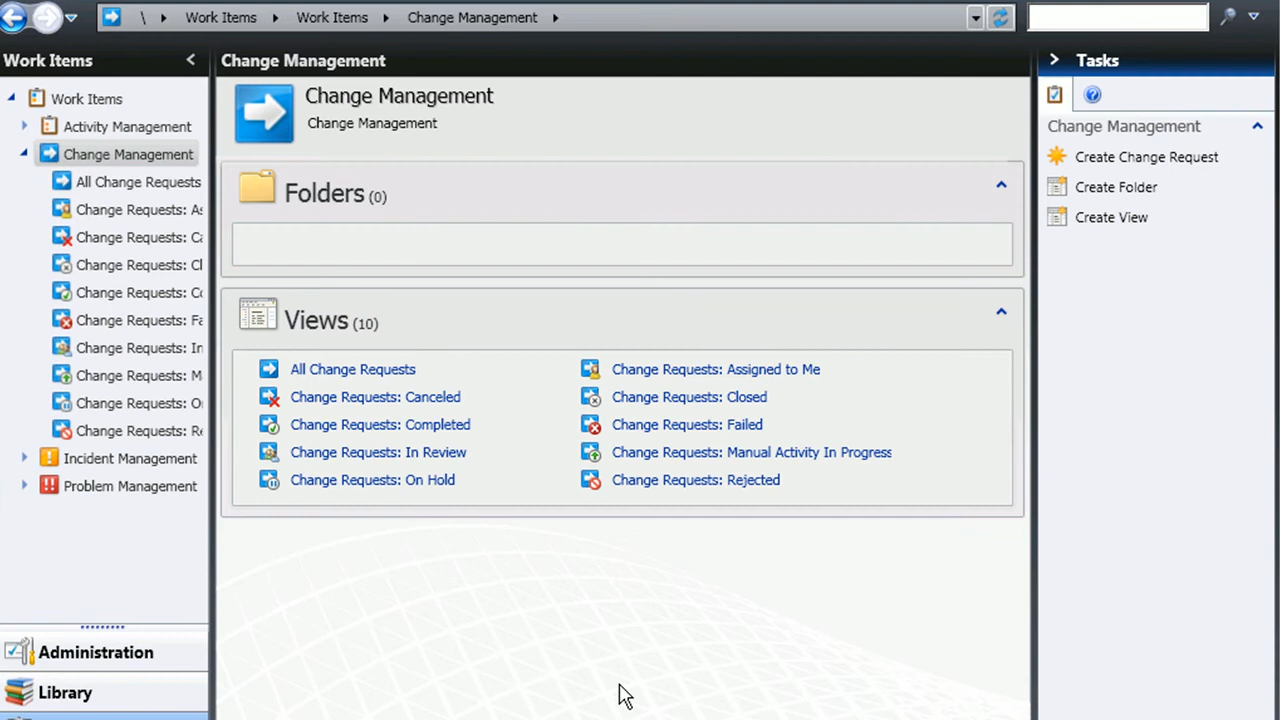 \ Work Items Work Items Change Management
Work Items
Work Items
Activity Management
Change Management
All Change Requests
Change Requests: As
Change Requests: Ca
Change Requests: Cl
Change Requests: Co
Change Requests: Fa
Change Requests: In
Change Requests: M
Change Requests: Or
Change Requests: Re
Incident Management
Problem Management
Administration
Library
Change Management
Change Management
Change Management
Folders (0)
Views (10)
All Change Requests
Change Requests: Assigned to Me
Change Requests: Canceled
Change Requests: Closed
Change Requests: Completed
Change Requests: Failed
Change Requests: In Review
Change Requests: Manual Activity In Progress
Change Requests: On Hold
Change Requests: Rejected
Tasks
Change Management
Create Change Request
Create Folder
Create View